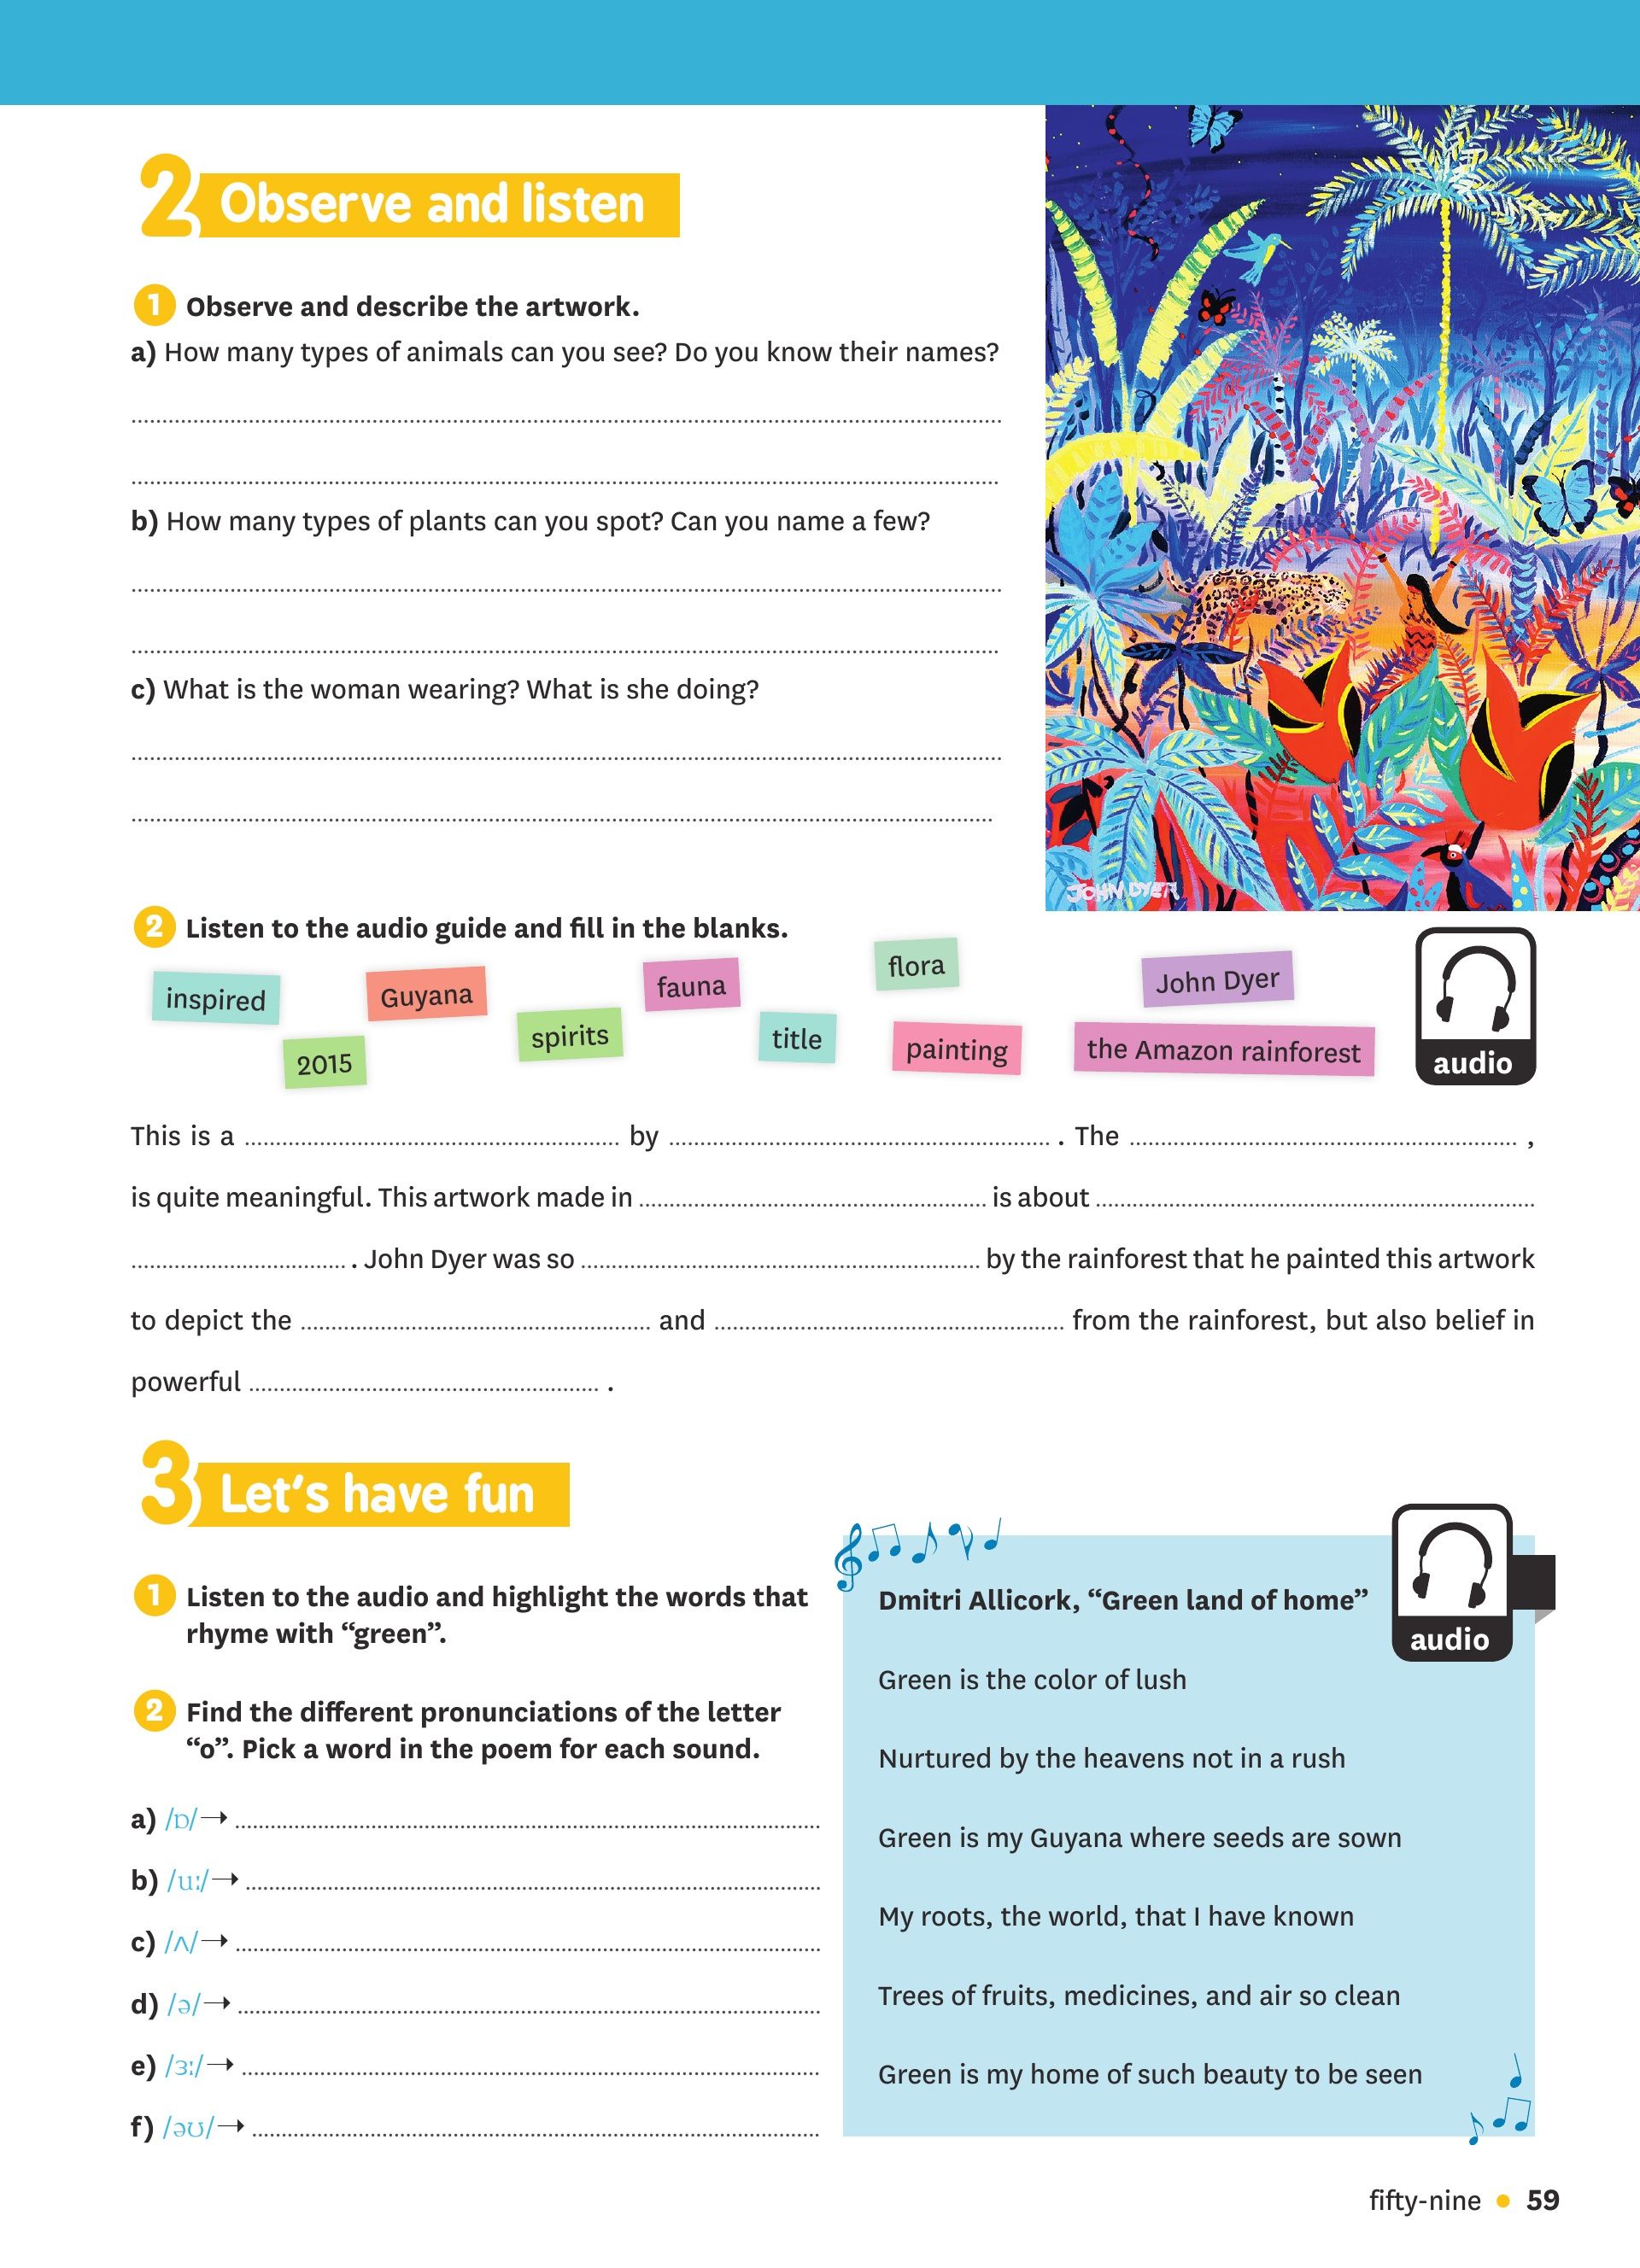 2 Observe and listen
1 Observe and describe the artwork.
a) How many types of animals can you see? Do you know their names?
b) How many types of plants can you spot? Can you name a few?
c) What is the woman wearing? What is she doing?
JOHN DYER
2 Listen to the audio guide and fill in the blanks.
inspired Guyana fauna flora John Dyer
2015 spirits title painting the Amazon rainforest
audio
This is a ........ by ........ . The ........ ,
is quite meaningful. This artwork made in ........ is about ........
........ . John Dyer was so ........ by the rainforest that he painted this artwork
to depict the ........ and ........ from the rainforest, but also belief in
powerful ........ .
3 Let's have fun
1 Listen to the audio and highlight the words that
rhyme with “green”.
2 Find the different pronunciations of the letter
“o”. Pick a word in the poem for each sound.
a) /ɒ/→ ........
b) /uː/→ ........
c) /ʌ/→ ........
d) /ə/→ ........
e) /ɜː/→ ........
f) /əʊ/→ ........
Dmitri Allicork, “Green land of home”
audio
Green is the color of lush
Nurtured by the heavens not in a rush
Green is my Guyana where seeds are sown
My roots, the world, that I have known
Trees of fruits, medicines, and air so clean
Green is my home of such beauty to be seen
fifty-nine • 59